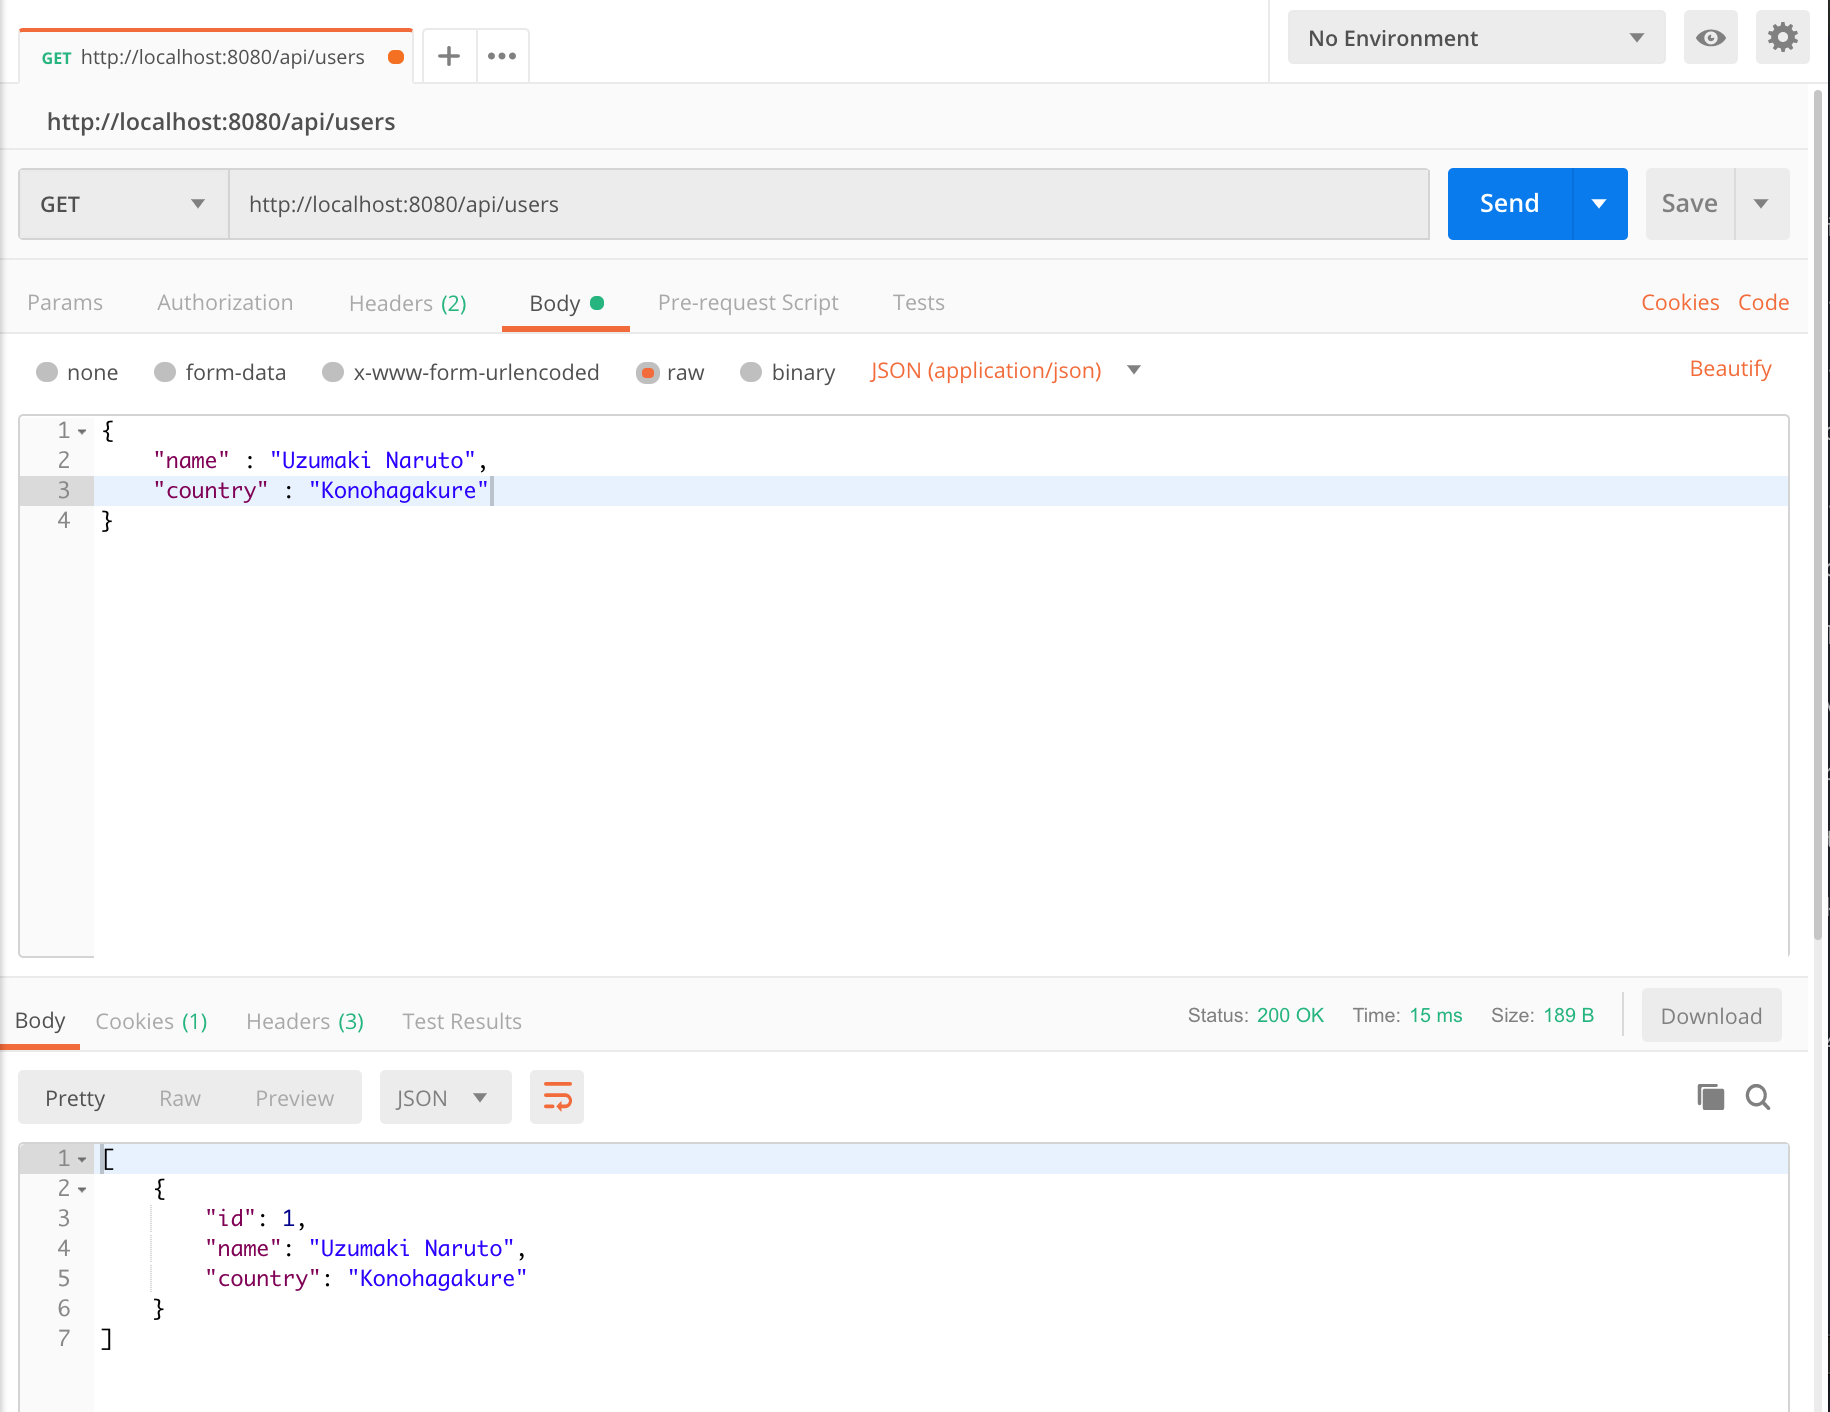 GET http://localhost:8080/api/users
No Environment
http://localhost:8080/api/users
GET http://localhost:8080/api/users Send Save
Params Authorization Headers (2) Body Pre-request Script Tests Cookies Code
none form-data x-www-form-urlencoded raw binary JSON (application/json) Beautify
1 {
2 "name" : "Uzumaki Naruto",
3 "country" : "Konohagakure"
4 }
Body Cookies (1) Headers (3) Test Results Status: 200 OK Time: 15 ms Size: 189 B Download
Pretty Raw Preview JSON
1 [
2 {
3 "id": 1,
4 "name": "Uzumaki Naruto",
5 "country": "Konohagakure"
6 }
7 ]